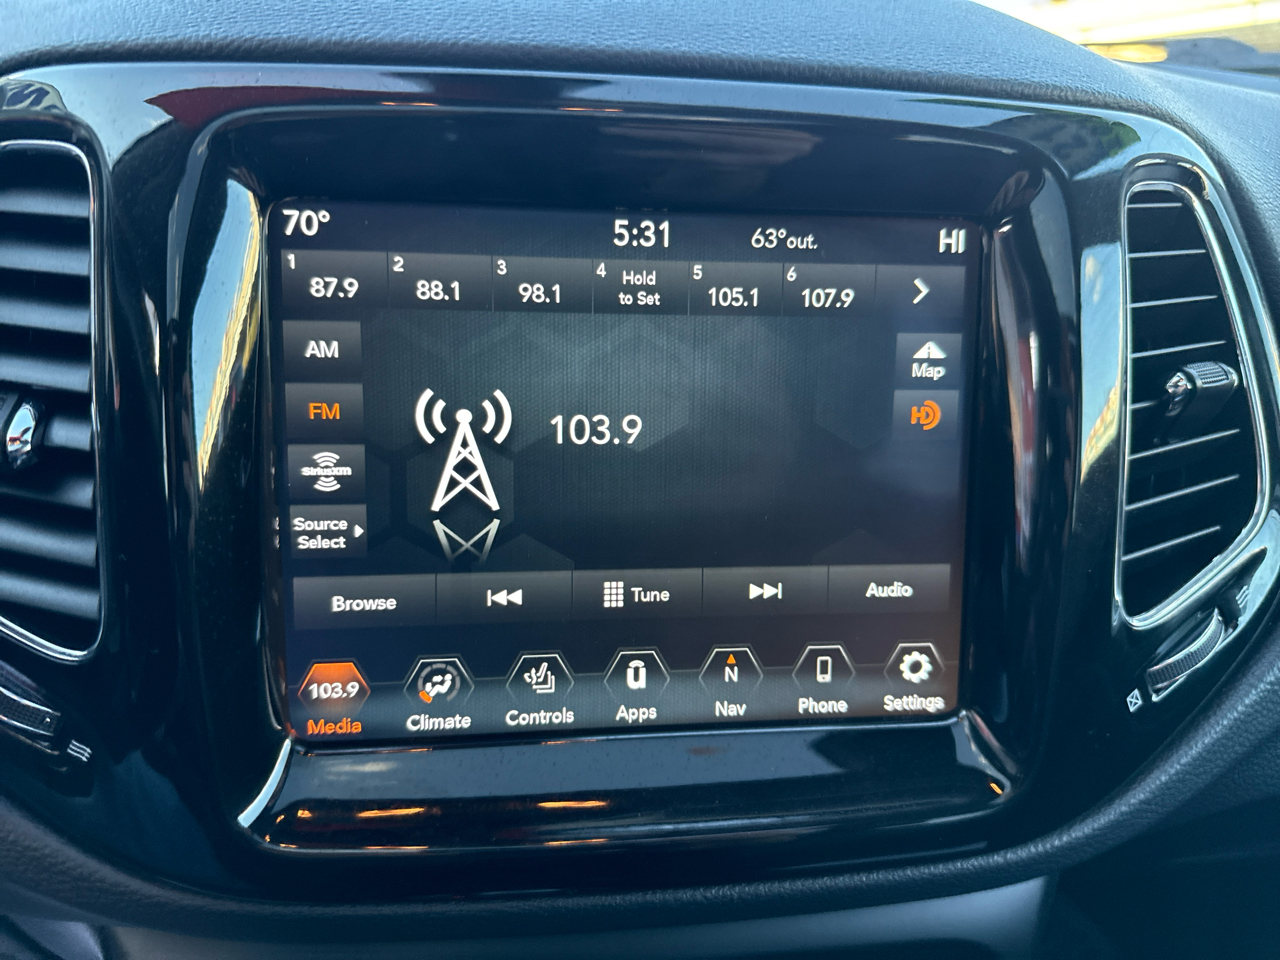 70° 5:31 63°out. HI
1 87.9 2 88.1 3 98.1 4 Hold to Set 5 105.1 6 107.9
AM
Map
FM
HD
103.9
SiriusXM
Source
Select
Browse Tune Audio
103.9 N
Media Climate Controls Apps Nav Phone Settings